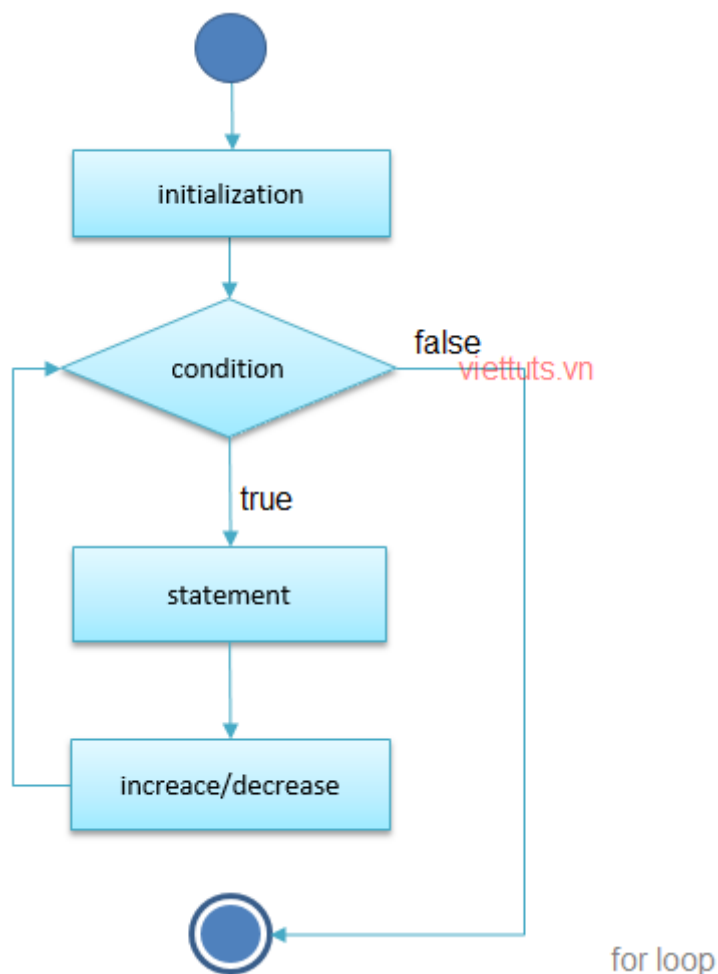 initialization
condition
false
viettuts.vn
true
statement
increace/decrease
for loop